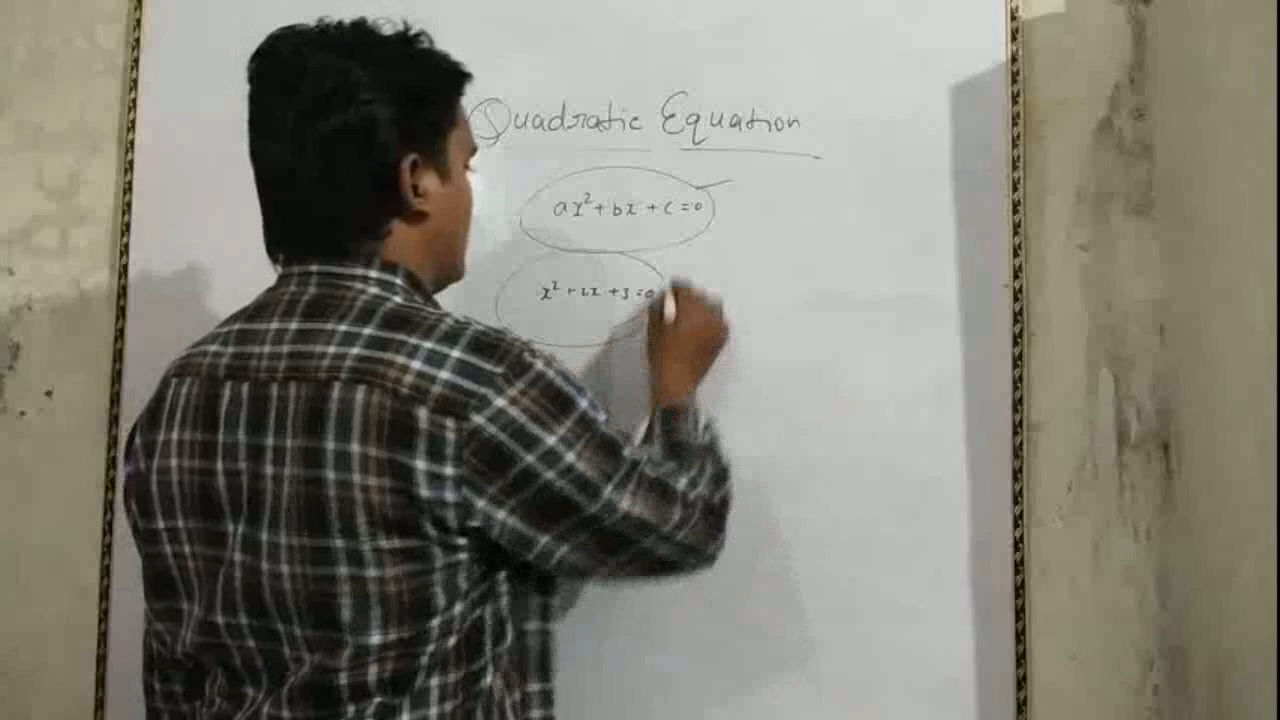 Quadratic Equation
ax² + bx + c = 0
x² + 2x + 3 = 0